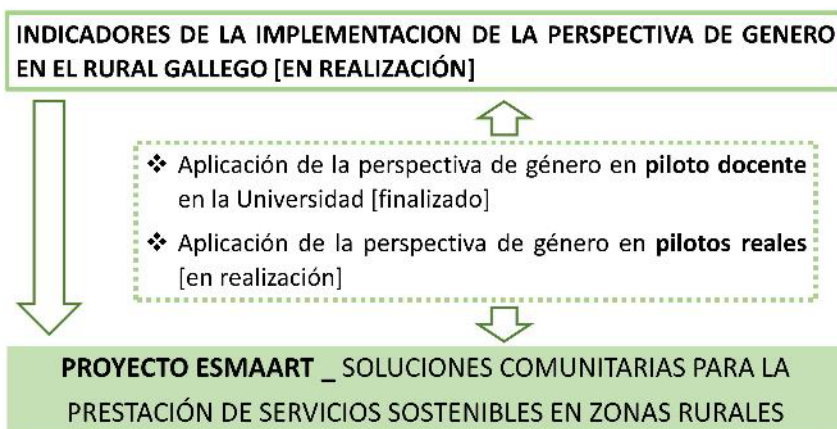 INDICADORES DE LA IMPLEMENTACION DE LA PERSPECTIVA DE GENERO
EN EL RURAL GALLEGO [EN REALIZACIÓN]
❖ Aplicación de la perspectiva de género en piloto docente
en la Universidad [finalizado]
❖ Aplicación de la perspectiva de género en pilotos reales
[en realización]
PROYECTO ESMAART _ SOLUCIONES COMUNITARIAS PARA LA
PRESTACIÓN DE SERVICIOS SOSTENIBLES EN ZONAS RURALES